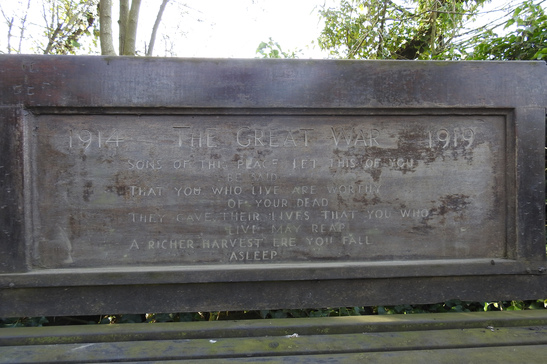 1914 THE GREAT WAR 1919
SONS OF THIS PLACE LET THIS OF YOU
BE SAID
THAT YOU WHO LIVE ARE WORTHY
OF YOUR DEAD
THEY GAVE THEIR LIVES THAT YOU WHO
LIVE MAY REAP
A RICHER HARVEST ERE YOU FALL
ASLEEP